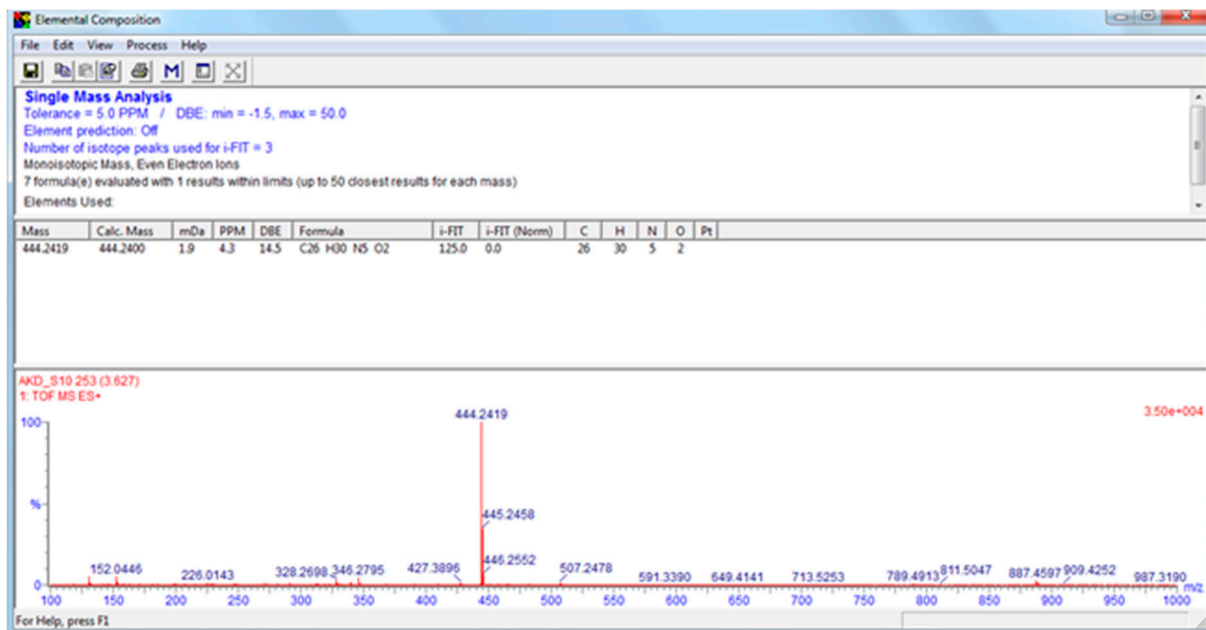 Elemental Composition
File Edit View Process Help
M
Single Mass Analysis
Tolerance = 5.0 PPM / DBE: min = -1.5, max = 50.0
Element prediction: Off
Number of isotope peaks used for i-FIT = 3
Monoisotopic Mass, Even Electron Ions
7 formula(e) evaluated with 1 results within limits (up to 50 closest results for each mass)
Elements Used:
Mass Calc. Mass mDa PPM DBE Formula i-FIT i-FIT (Norm) C H N O Pt
444.2419 444.2400 1.9 4.3 14.5 C26 H30 N5 O2 125.0 0.0 26 30 5 2
AKD_S10 253 (3.627)
1: TOF MS ES+
3.50e+004
100
%
0
444.2419
445.2458
446.2552
152.0446 226.0143 328.2698 346.2795 427.3896 507.2478 591.3390 649.4141 713.5253 789.4913 811.5047 887.4597 909.4252 987.3190
m/z
100 150 200 250 300 350 400 450 500 550 600 650 700 750 800 850 900 950 1000
For Help, press F1